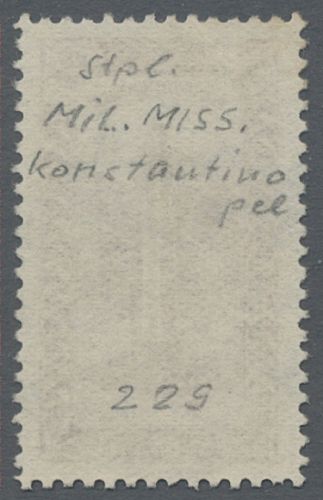 Stpl.
Mil. MISS.
Konstantino
pel
229